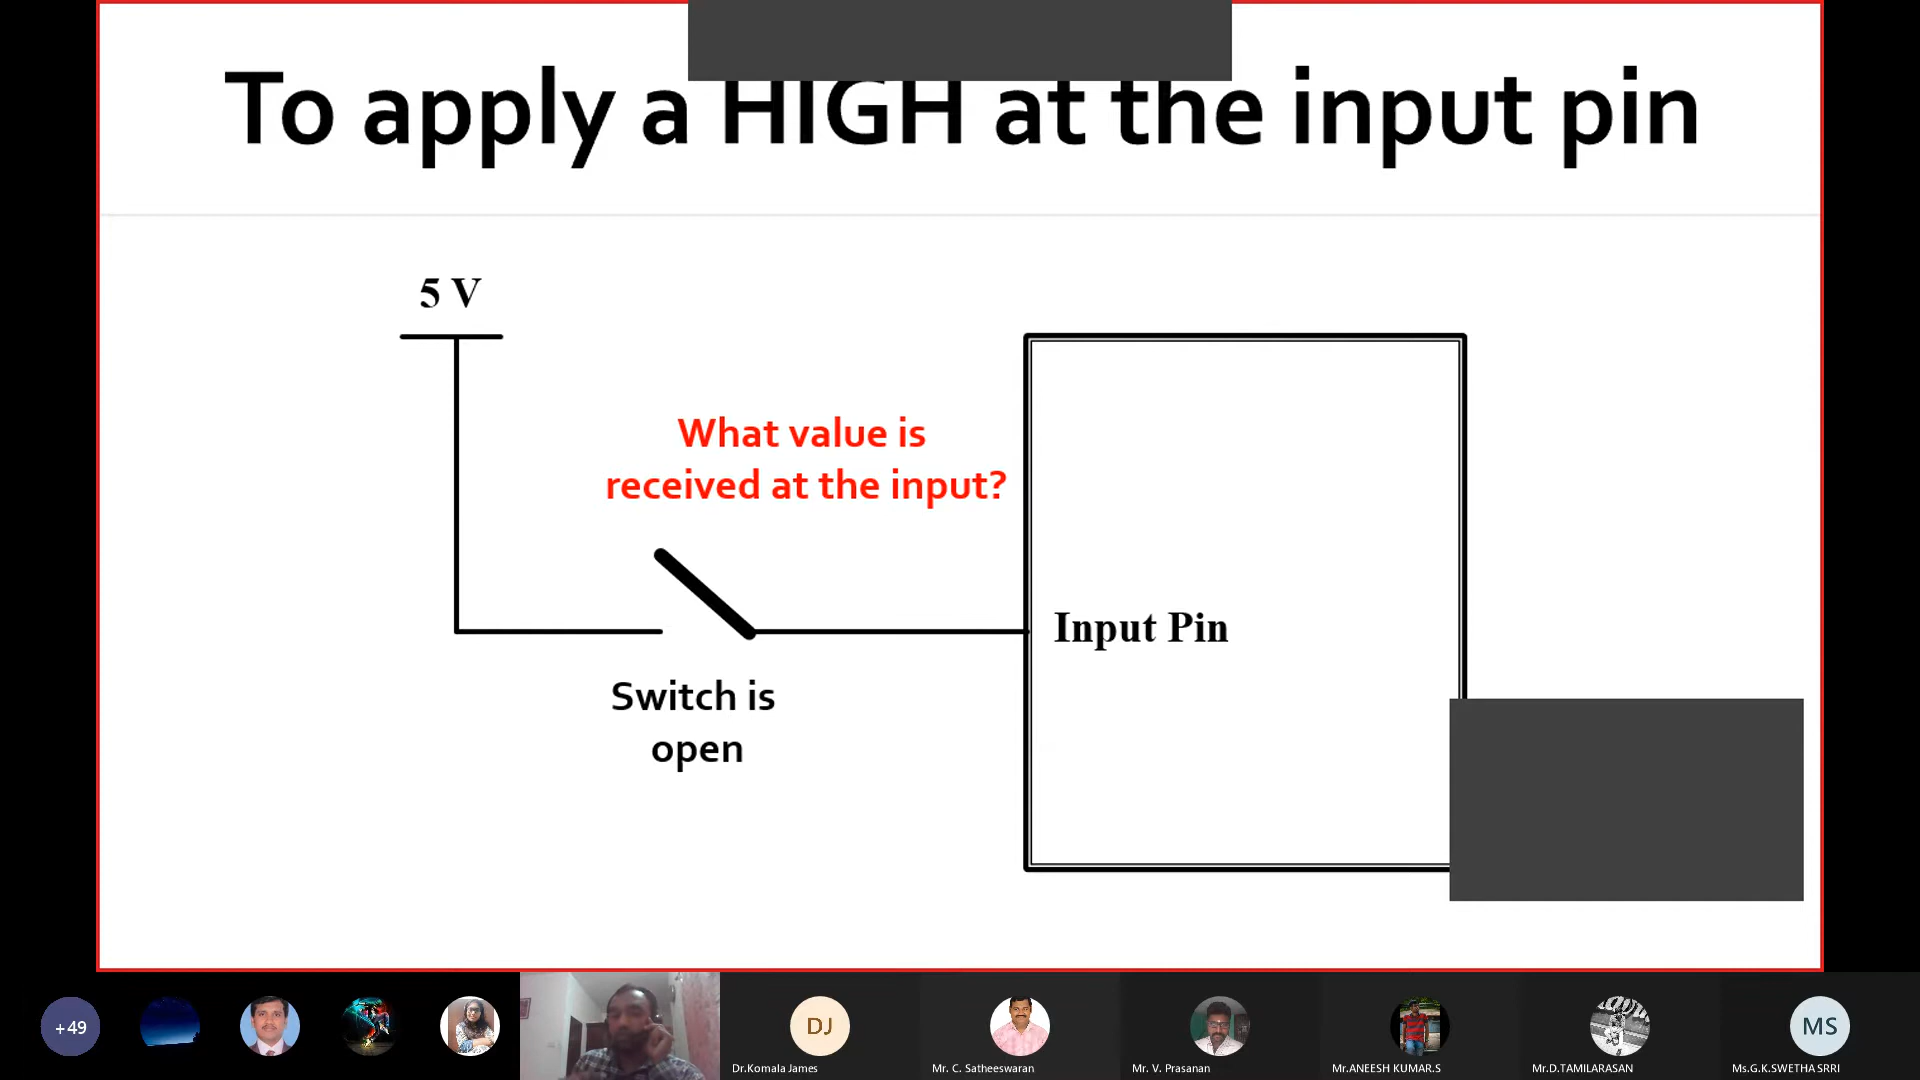 To apply a HIGH at the input pin
5 V
What value is
received at the input?
Input Pin
Switch is
open
+49
DJ
MS
Dr.Komala James
Mr. C. Satheeswaran
Mr. V. Prasanan
Mr.ANEESH KUMAR.S
Mr.D.TAMILARASAN
Ms.G.K.SWETHA SRRI